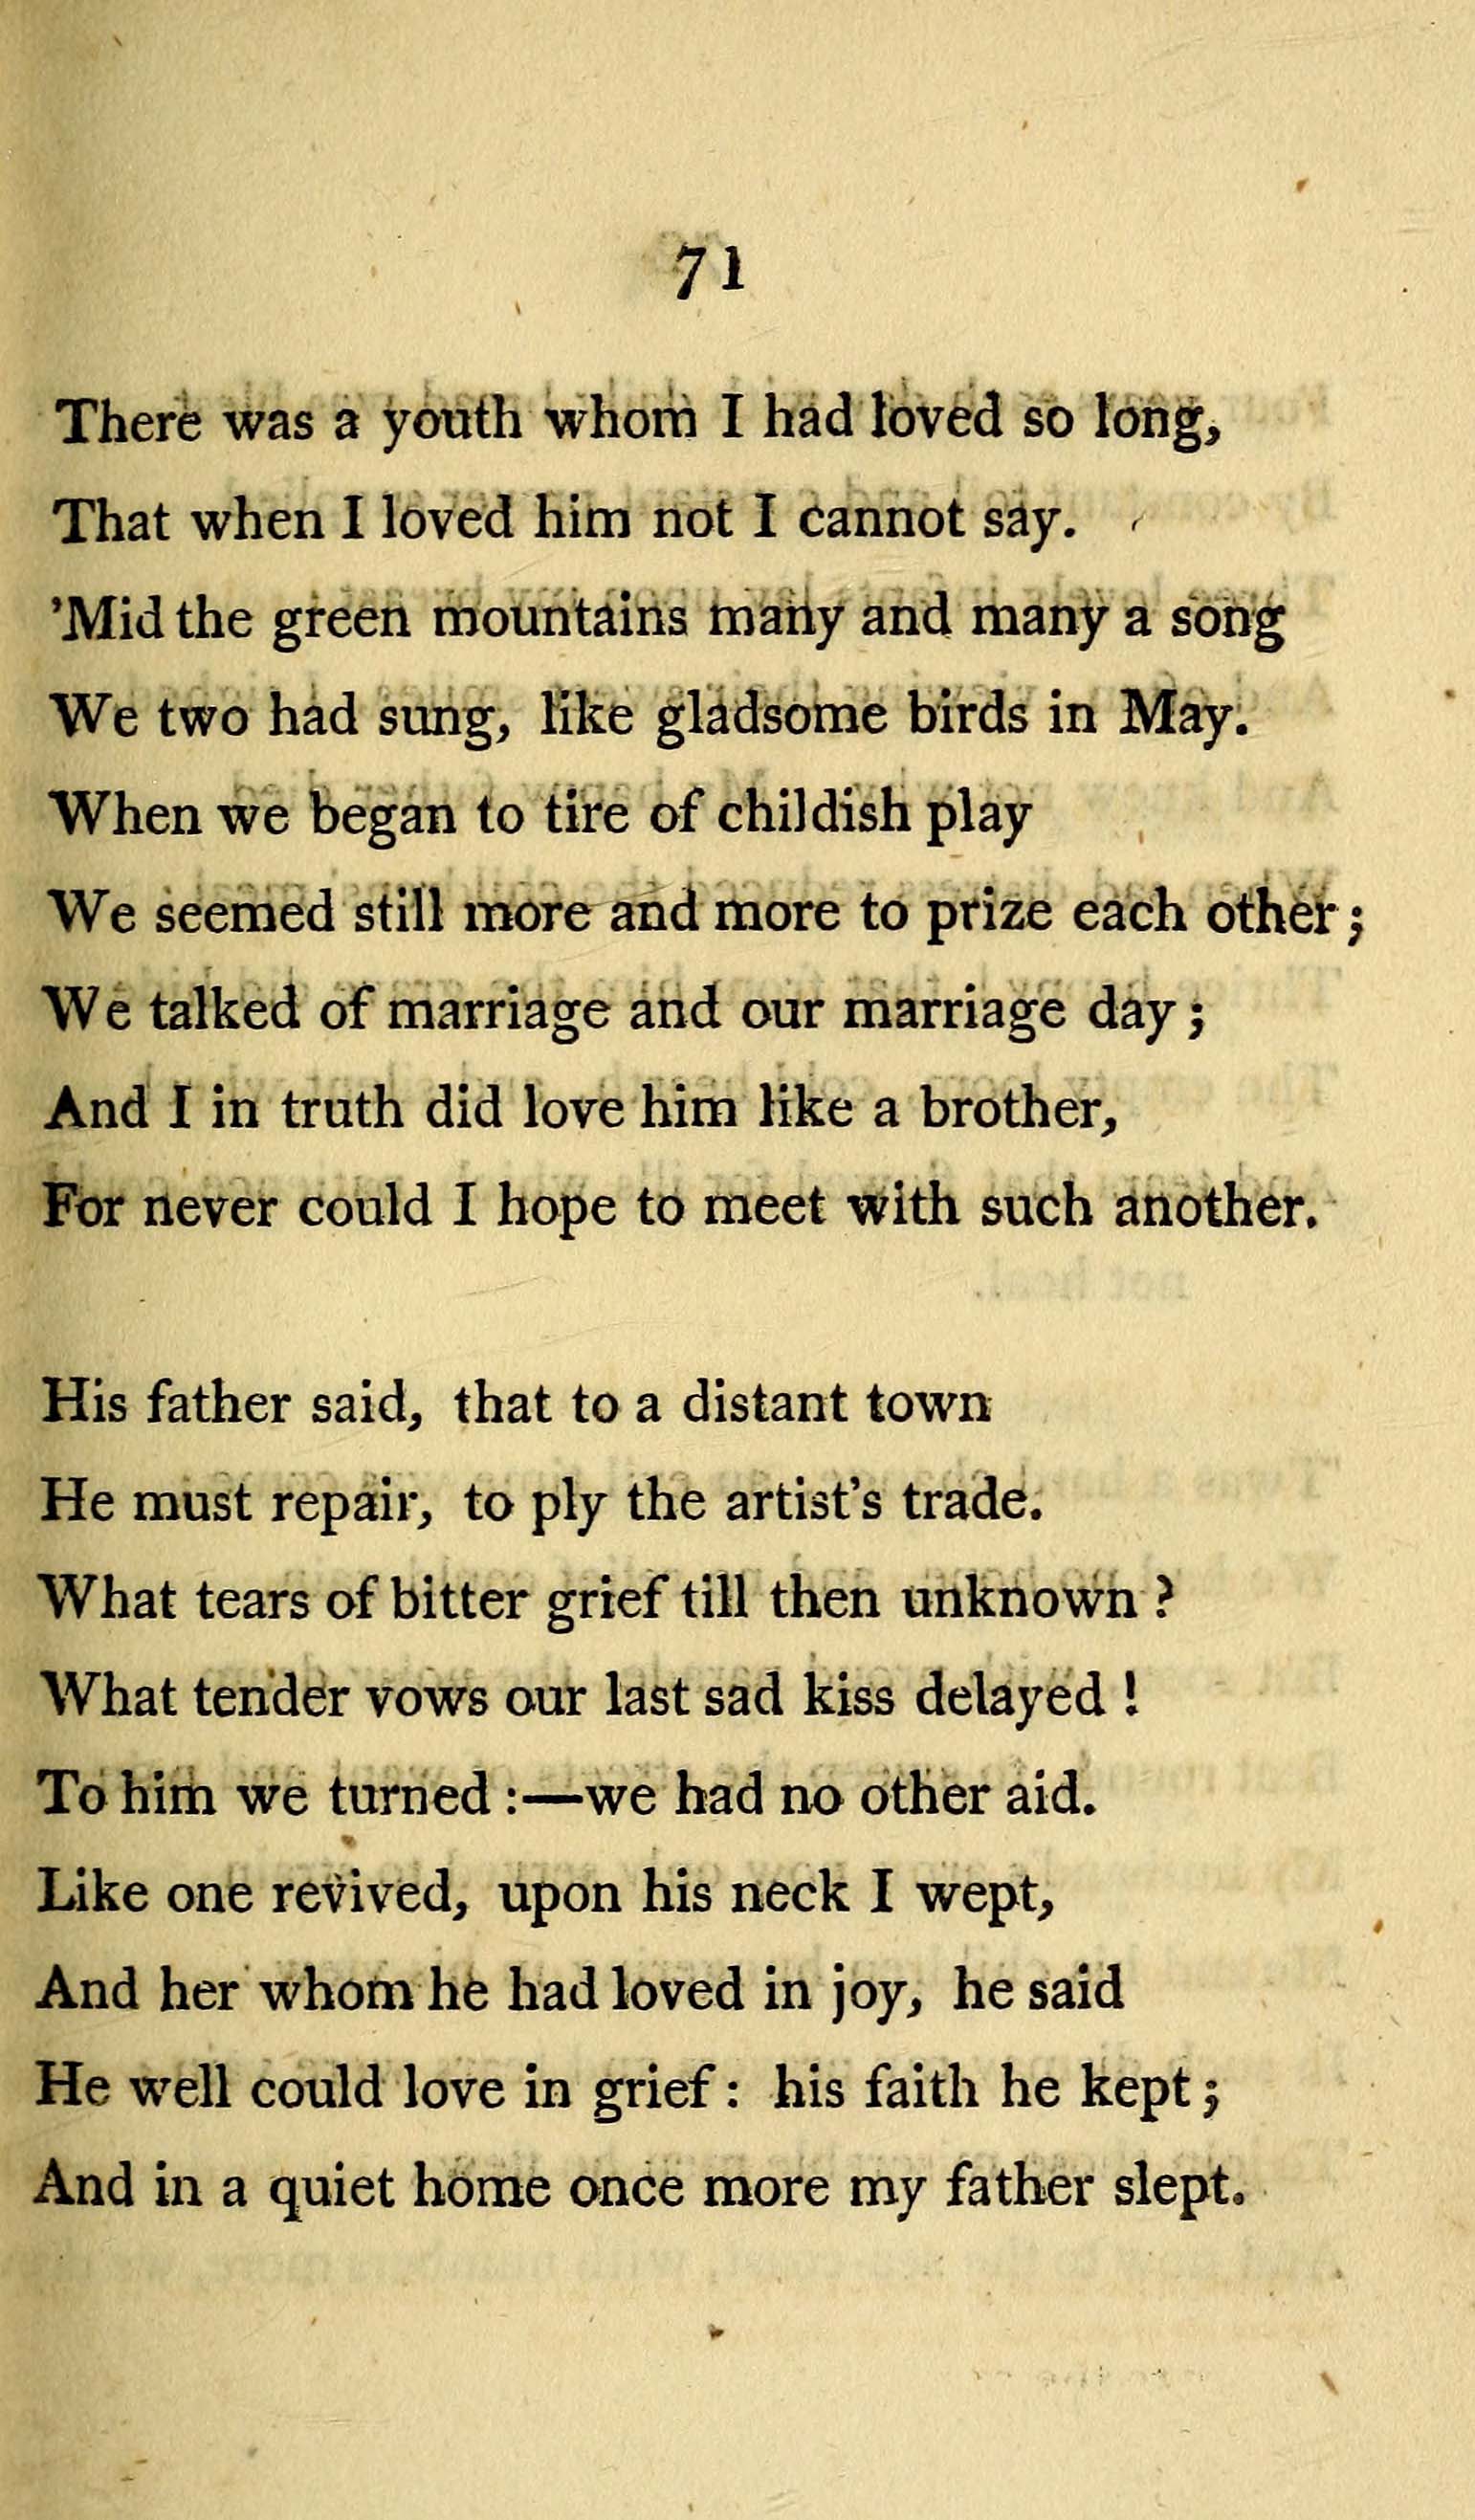 71
There was a youth whom I had loved so long,
That when I loved him not I cannot say.
'Mid the green mountains many and many a song
We two had sung, like gladsome birds in May.
When we began to tire of childish play
We seemed still more and more to prize each other;
We talked of marriage and our marriage day;
And I in truth did love him like a brother,
For never could I hope to meet with such another.
His father said, that to a distant town
He must repair, to ply the artist's trade.
What tears of bitter grief till then unknown?
What tender vows our last sad kiss delayed!
To him we turned:—we had no other aid.
Like one revived, upon his neck I wept,
And her whom he had loved in joy, he said
He well could love in grief: his faith he kept;
And in a quiet home once more my father slept.